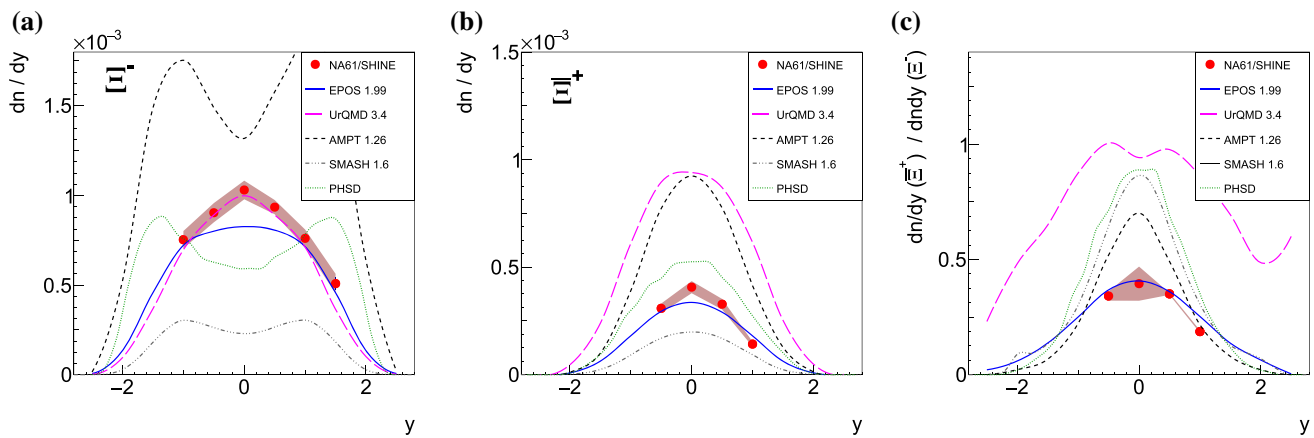 (a)
×10⁻³
dn / dy
Ξ⁻
NA61/SHINE
EPOS 1.99
UrQMD 3.4
AMPT 1.26
SMASH 1.6
PHSD
1.5
1
0.5
0
−2
0
2
y
(b)
×10⁻³
dn / dy
Ξ̅⁺
NA61/SHINE
EPOS 1.99
UrQMD 3.4
AMPT 1.26
SMASH 1.6
PHSD
1.5
1
0.5
0
−2
0
2
y
(c)
dn/dy (Ξ̅⁺) / dndy (Ξ⁻)
NA61/SHINE
EPOS 1.99
UrQMD 3.4
AMPT 1.26
SMASH 1.6
PHSD
1
0.5
0
−2
0
2
y